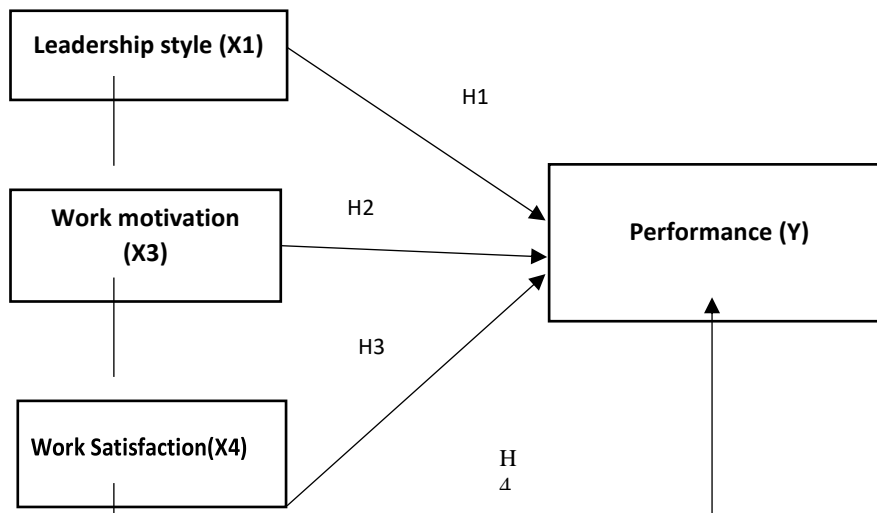 Leadership style (X1)
H1
Work motivation
(X3)
H2
Performance (Y)
H3
Work Satisfaction(X4)
H
4